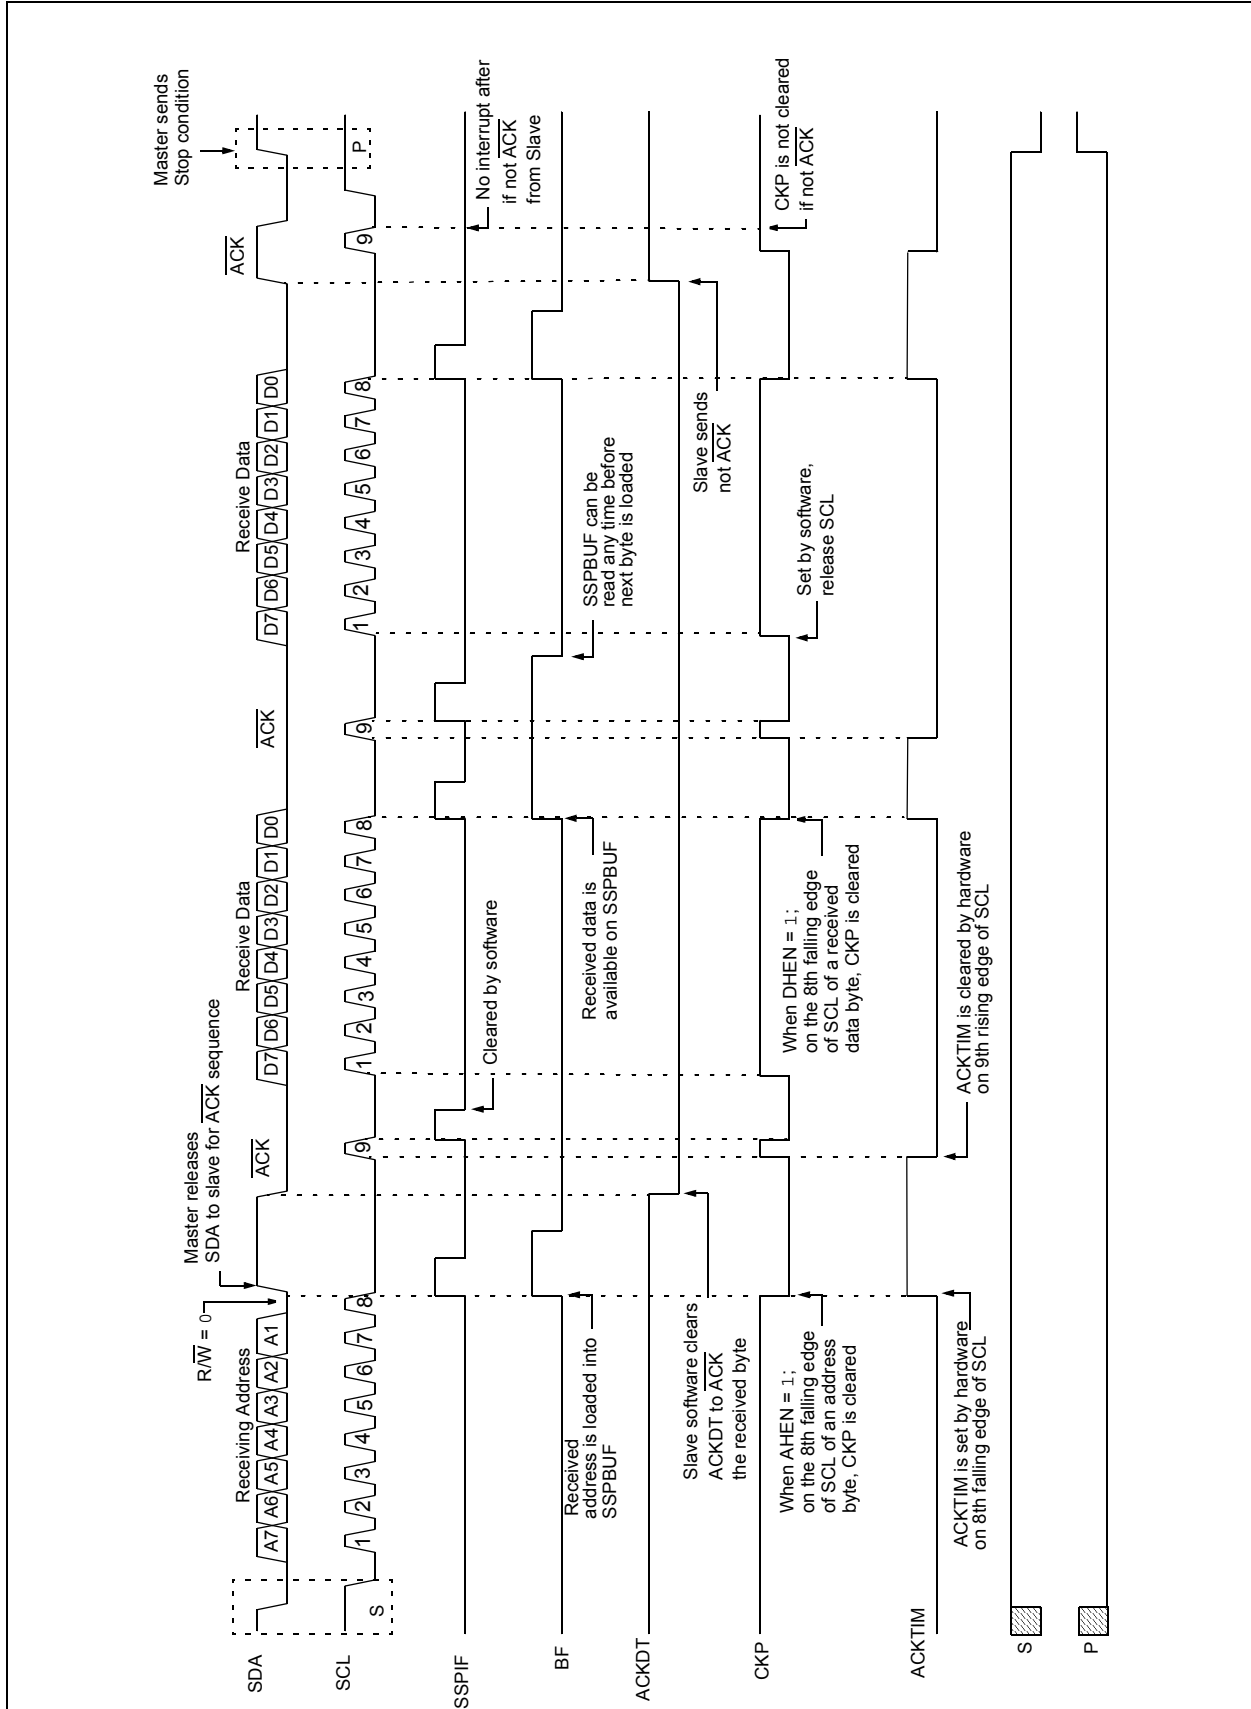 Master releases
SDA to slave for ACK sequence
Master sends
Stop condition
R/W = 0
Receiving Address
ACK
Receive Data
ACK
Receive Data
ACK
SDA
A7 A6 A5 A4 A3 A2 A1
D7 D6 D5 D4 D3 D2 D1 D0
D7 D6 D5 D4 D3 D2 D1 D0
SCL
S
1 2 3 4 5 6 7 8 9
1 2 3 4 5 6 7 8 9
1 2 3 4 5 6 7 8 9
P
SSPIF
Cleared by software
No interrupt after
if not ACK
from Slave
BF
Received
address is loaded into
SSPBUF
Received data is
available on SSPBUF
SSPBUF can be
read any time before
next byte is loaded
ACKDT
Slave software clears
ACKDT to ACK
the received byte
Slave sends
not ACK
CKP
When AHEN = 1;
on the 8th falling edge
of SCL of an address
byte, CKP is cleared
When DHEN = 1;
on the 8th falling edge
of SCL of a received
data byte, CKP is cleared
Set by software,
release SCL
CKP is not cleared
if not ACK
ACKTIM
ACKTIM is set by hardware
on 8th falling edge of SCL
ACKTIM is cleared by hardware
on 9th rising edge of SCL
S
P